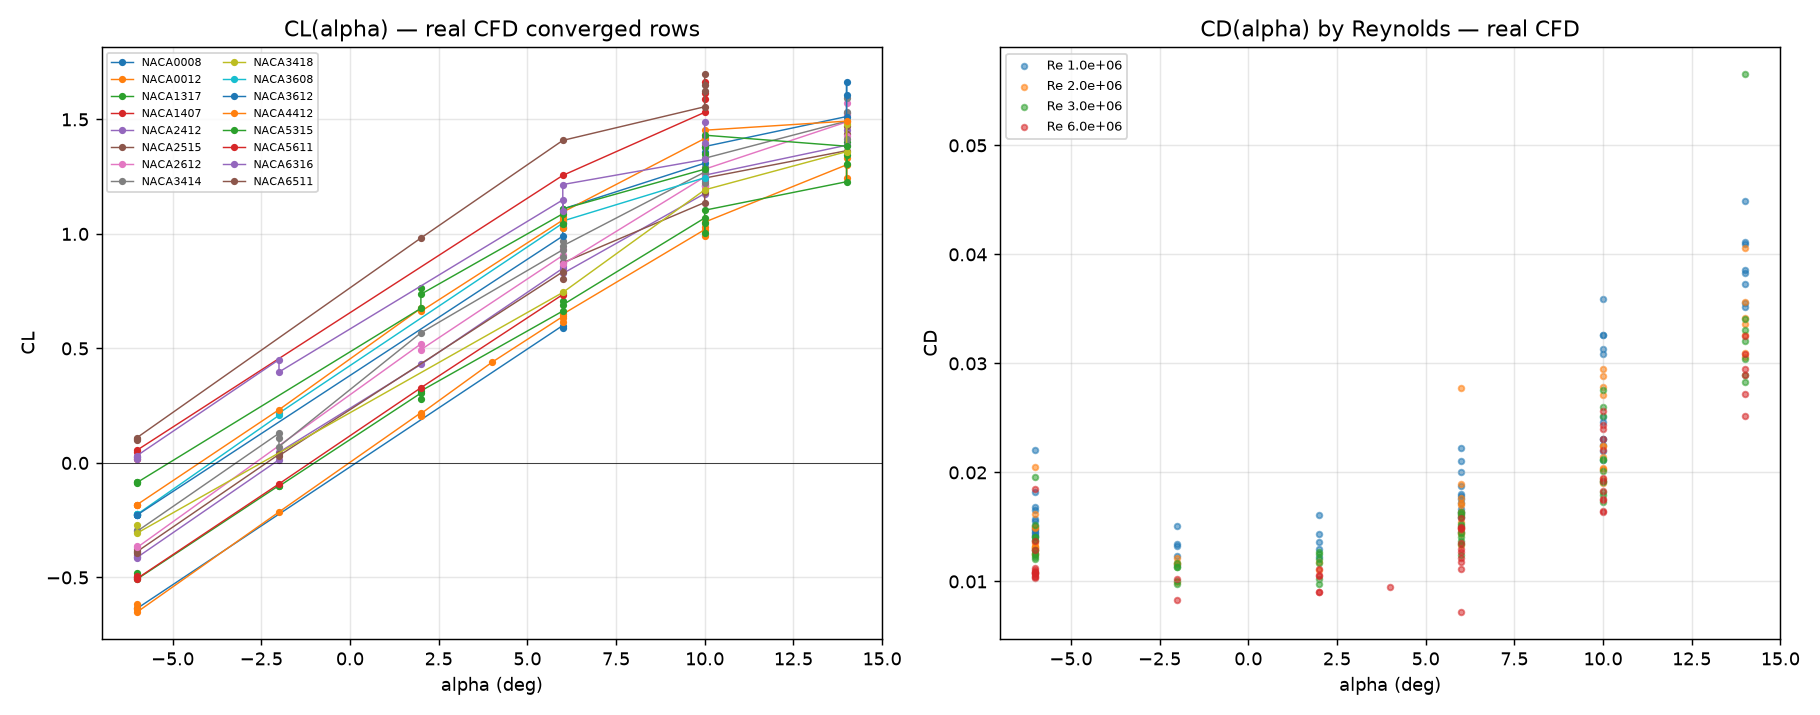 CL(alpha) — real CFD converged rows
NACA0008
NACA0012
NACA1317
NACA1407
NACA2412
NACA2515
NACA2612
NACA3414
NACA3418
NACA3608
NACA3612
NACA4412
NACA5315
NACA5611
NACA6316
NACA6511
CL
1.5
1.0
0.5
0.0
−0.5
−5.0 −2.5 0.0 2.5 5.0 7.5 10.0 12.5 15.0
alpha (deg)
CD(alpha) by Reynolds — real CFD
Re 1.0e+06
Re 2.0e+06
Re 3.0e+06
Re 6.0e+06
CD
0.05
0.04
0.03
0.02
0.01
−5.0 −2.5 0.0 2.5 5.0 7.5 10.0 12.5 15.0
alpha (deg)